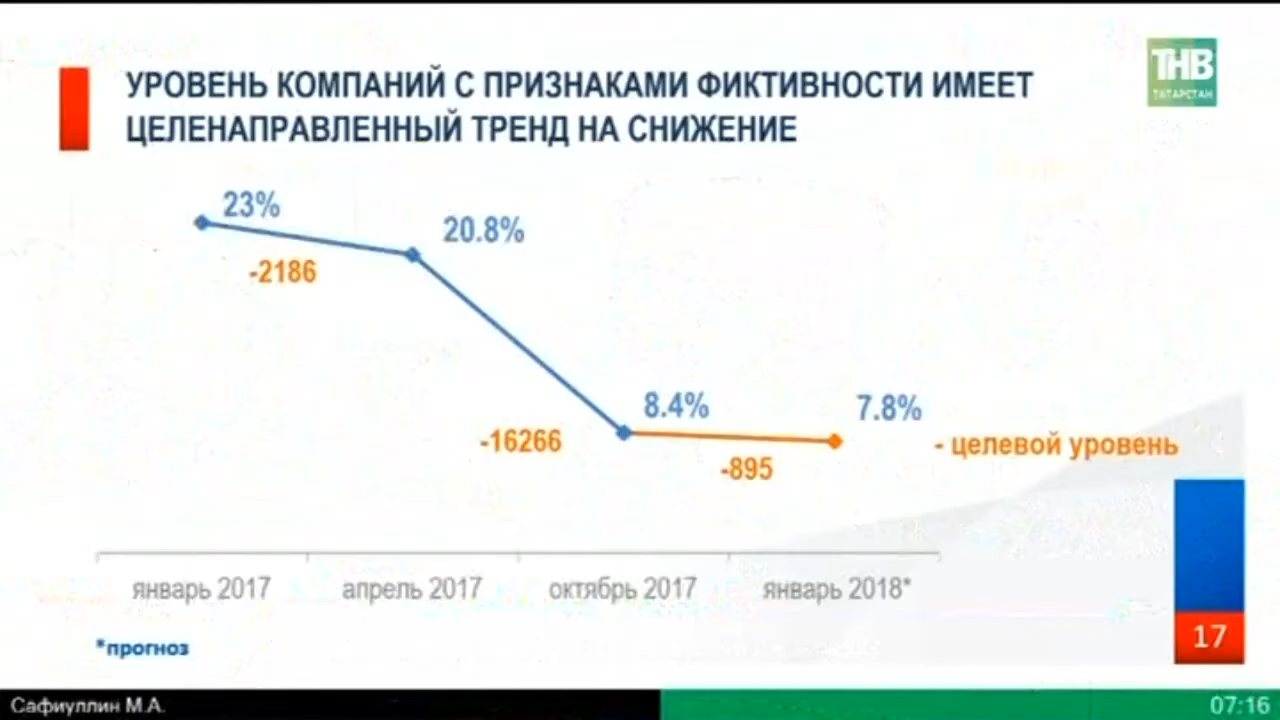 УРОВЕНЬ КОМПАНИЙ С ПРИЗНАКАМИ ФИКТИВНОСТИ ИМЕЕТ
ЦЕЛЕНАПРАВЛЕННЫЙ ТРЕНД НА СНИЖЕНИЕ
ТНВ
ТАТАРСТАН
23%
20.8%
-2186
8.4%
7.8%
-16266
-895
- целевой уровень
январь 2017
апрель 2017
октябрь 2017
январь 2018*
*прогноз
17
Сафиуллин М.А.
07:16